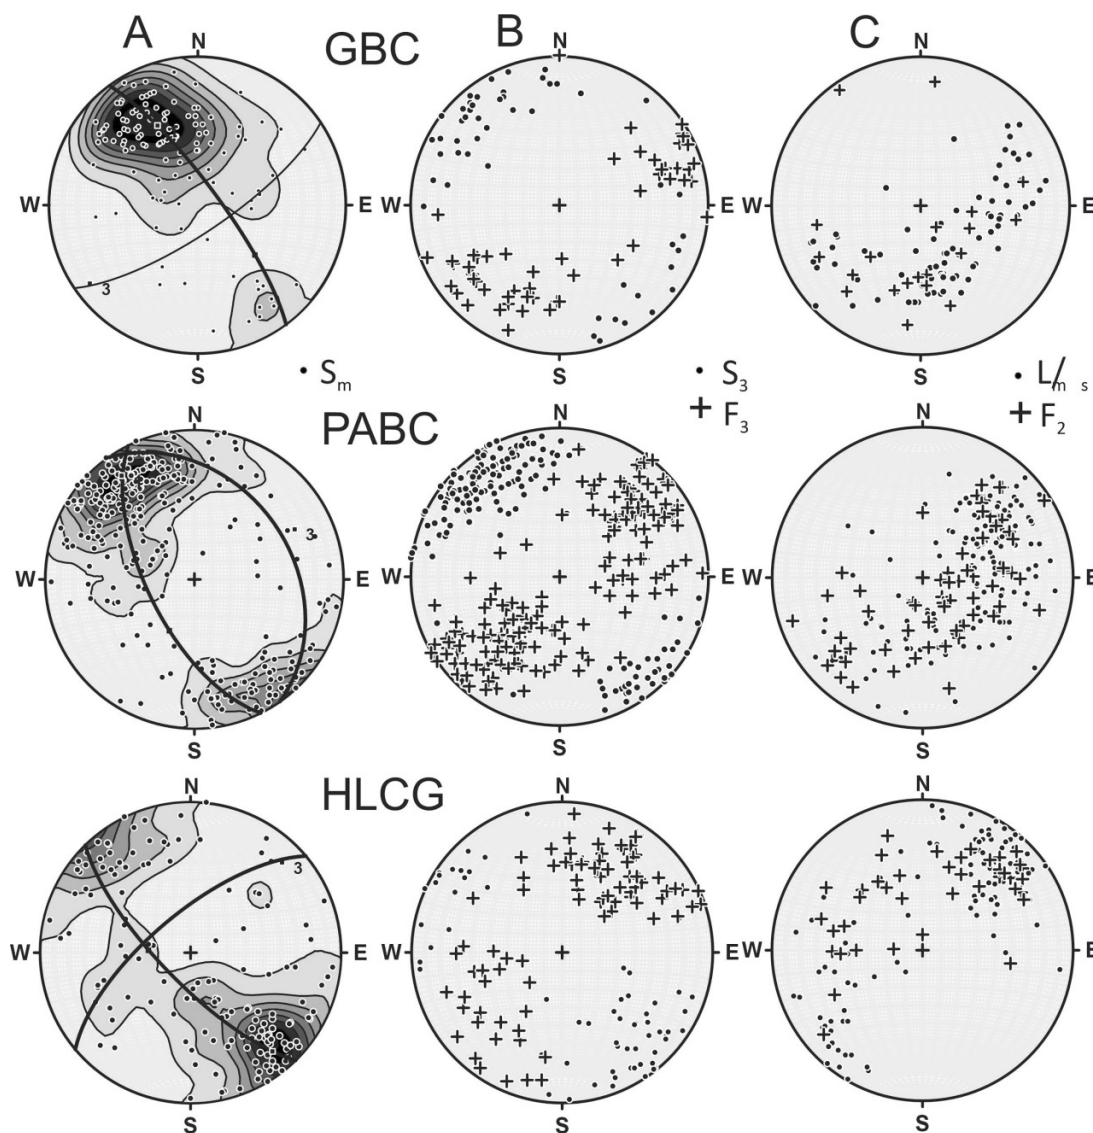 A B C
GBC
N N N
W E W E W E
3
S S S
• Sm • S3 • Lm/s
+ F3 + F2
PABC
N N N
W E W E W E
3
S S S
HLCG
N N N
3
W E W E W E
S S S